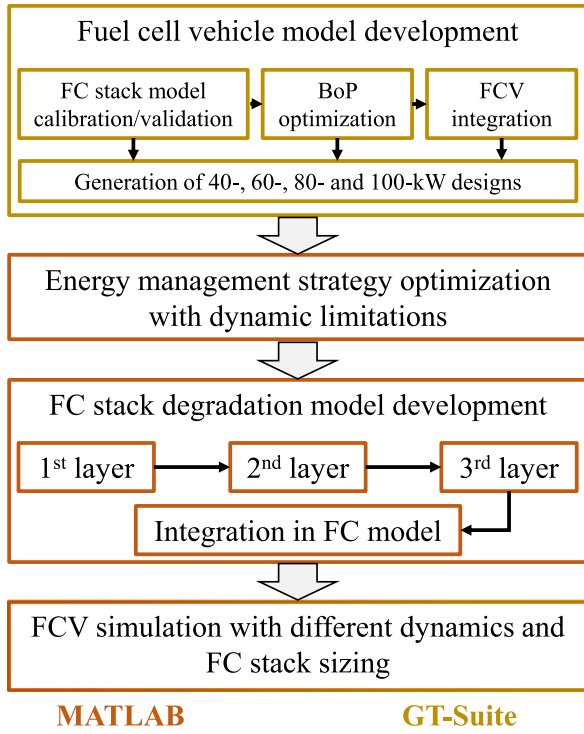 Fuel cell vehicle model development
FC stack model
calibration/validation
BoP
optimization
FCV
integration
Generation of 40-, 60-, 80- and 100-kW designs
Energy management strategy optimization
with dynamic limitations
FC stack degradation model development
1st layer
2nd layer
3rd layer
Integration in FC model
FCV simulation with different dynamics and
FC stack sizing
MATLAB
GT-Suite